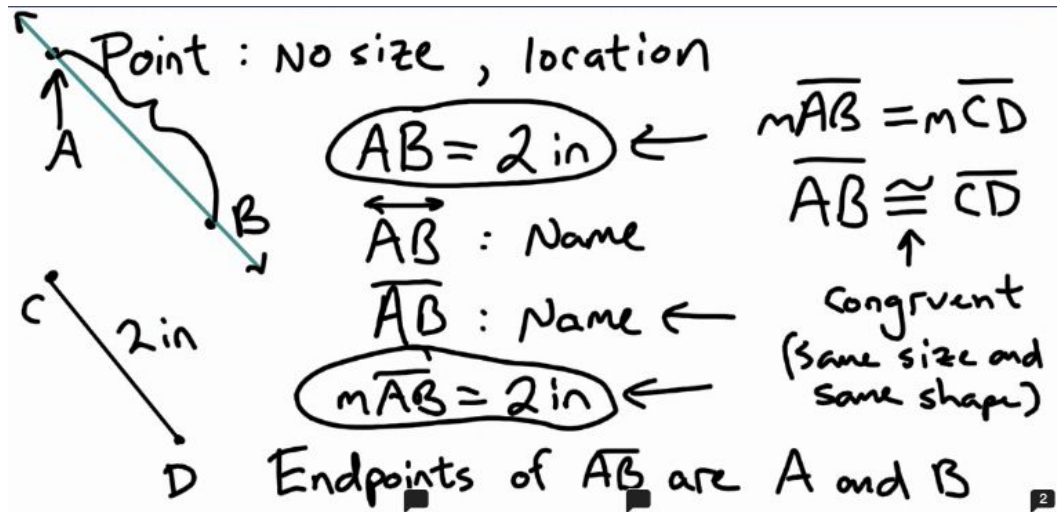 Point : No size , location
A
B
AB = 2 in ←
mAB̅ = mCD̅
AB̅ ≅ CD̅
↑
congruent
(same size and
same shape)
A⃡B⃡ : Name
AB̅ : Name ←
mAB̅ = 2 in ←
C
2 in
D
Endpoints of AB̅ are A and B
2